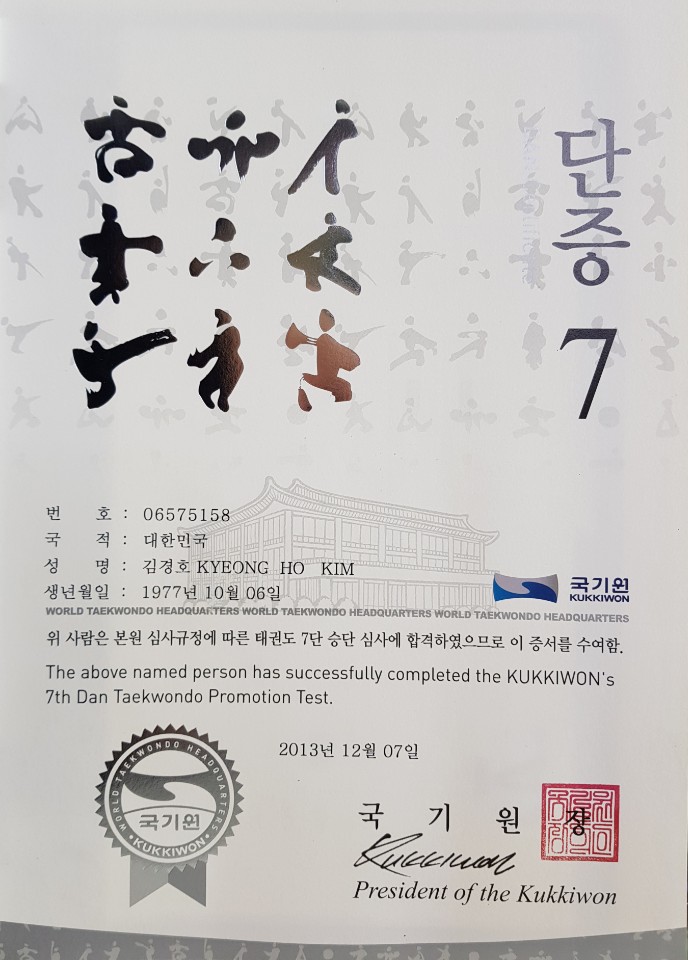 단증
7
번 호 : 06575158
국 적 : 대한민국
성 명 : 김경호 KYEONG HO KIM
생년월일 : 1977년 10월 06일
국기원
KUKKIWON
WORLD TAEKWONDO HEADQUARTERS WORLD TAEKWONDO HEADQUARTERS WORLD TAEKWONDO HEADQUARTERS
위 사람은 본원 심사규정에 따른 태권도 7단 승단 심사에 합격하였으므로 이 증서를 수여함.
The above named person has successfully completed the KUKKIWON's
7th Dan Taekwondo Promotion Test.
2013년 12월 07일
WORLD TAEKWONDO HEADQUARTERS
국기원
KUKKIWON
국 기 원 장
Kukkiwon
President of the Kukkiwon